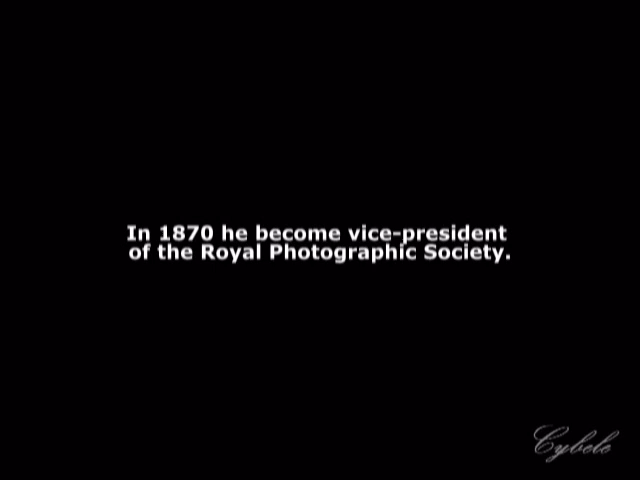 In 1870 he become vice-president
of the Royal Photographic Society.
Cybele